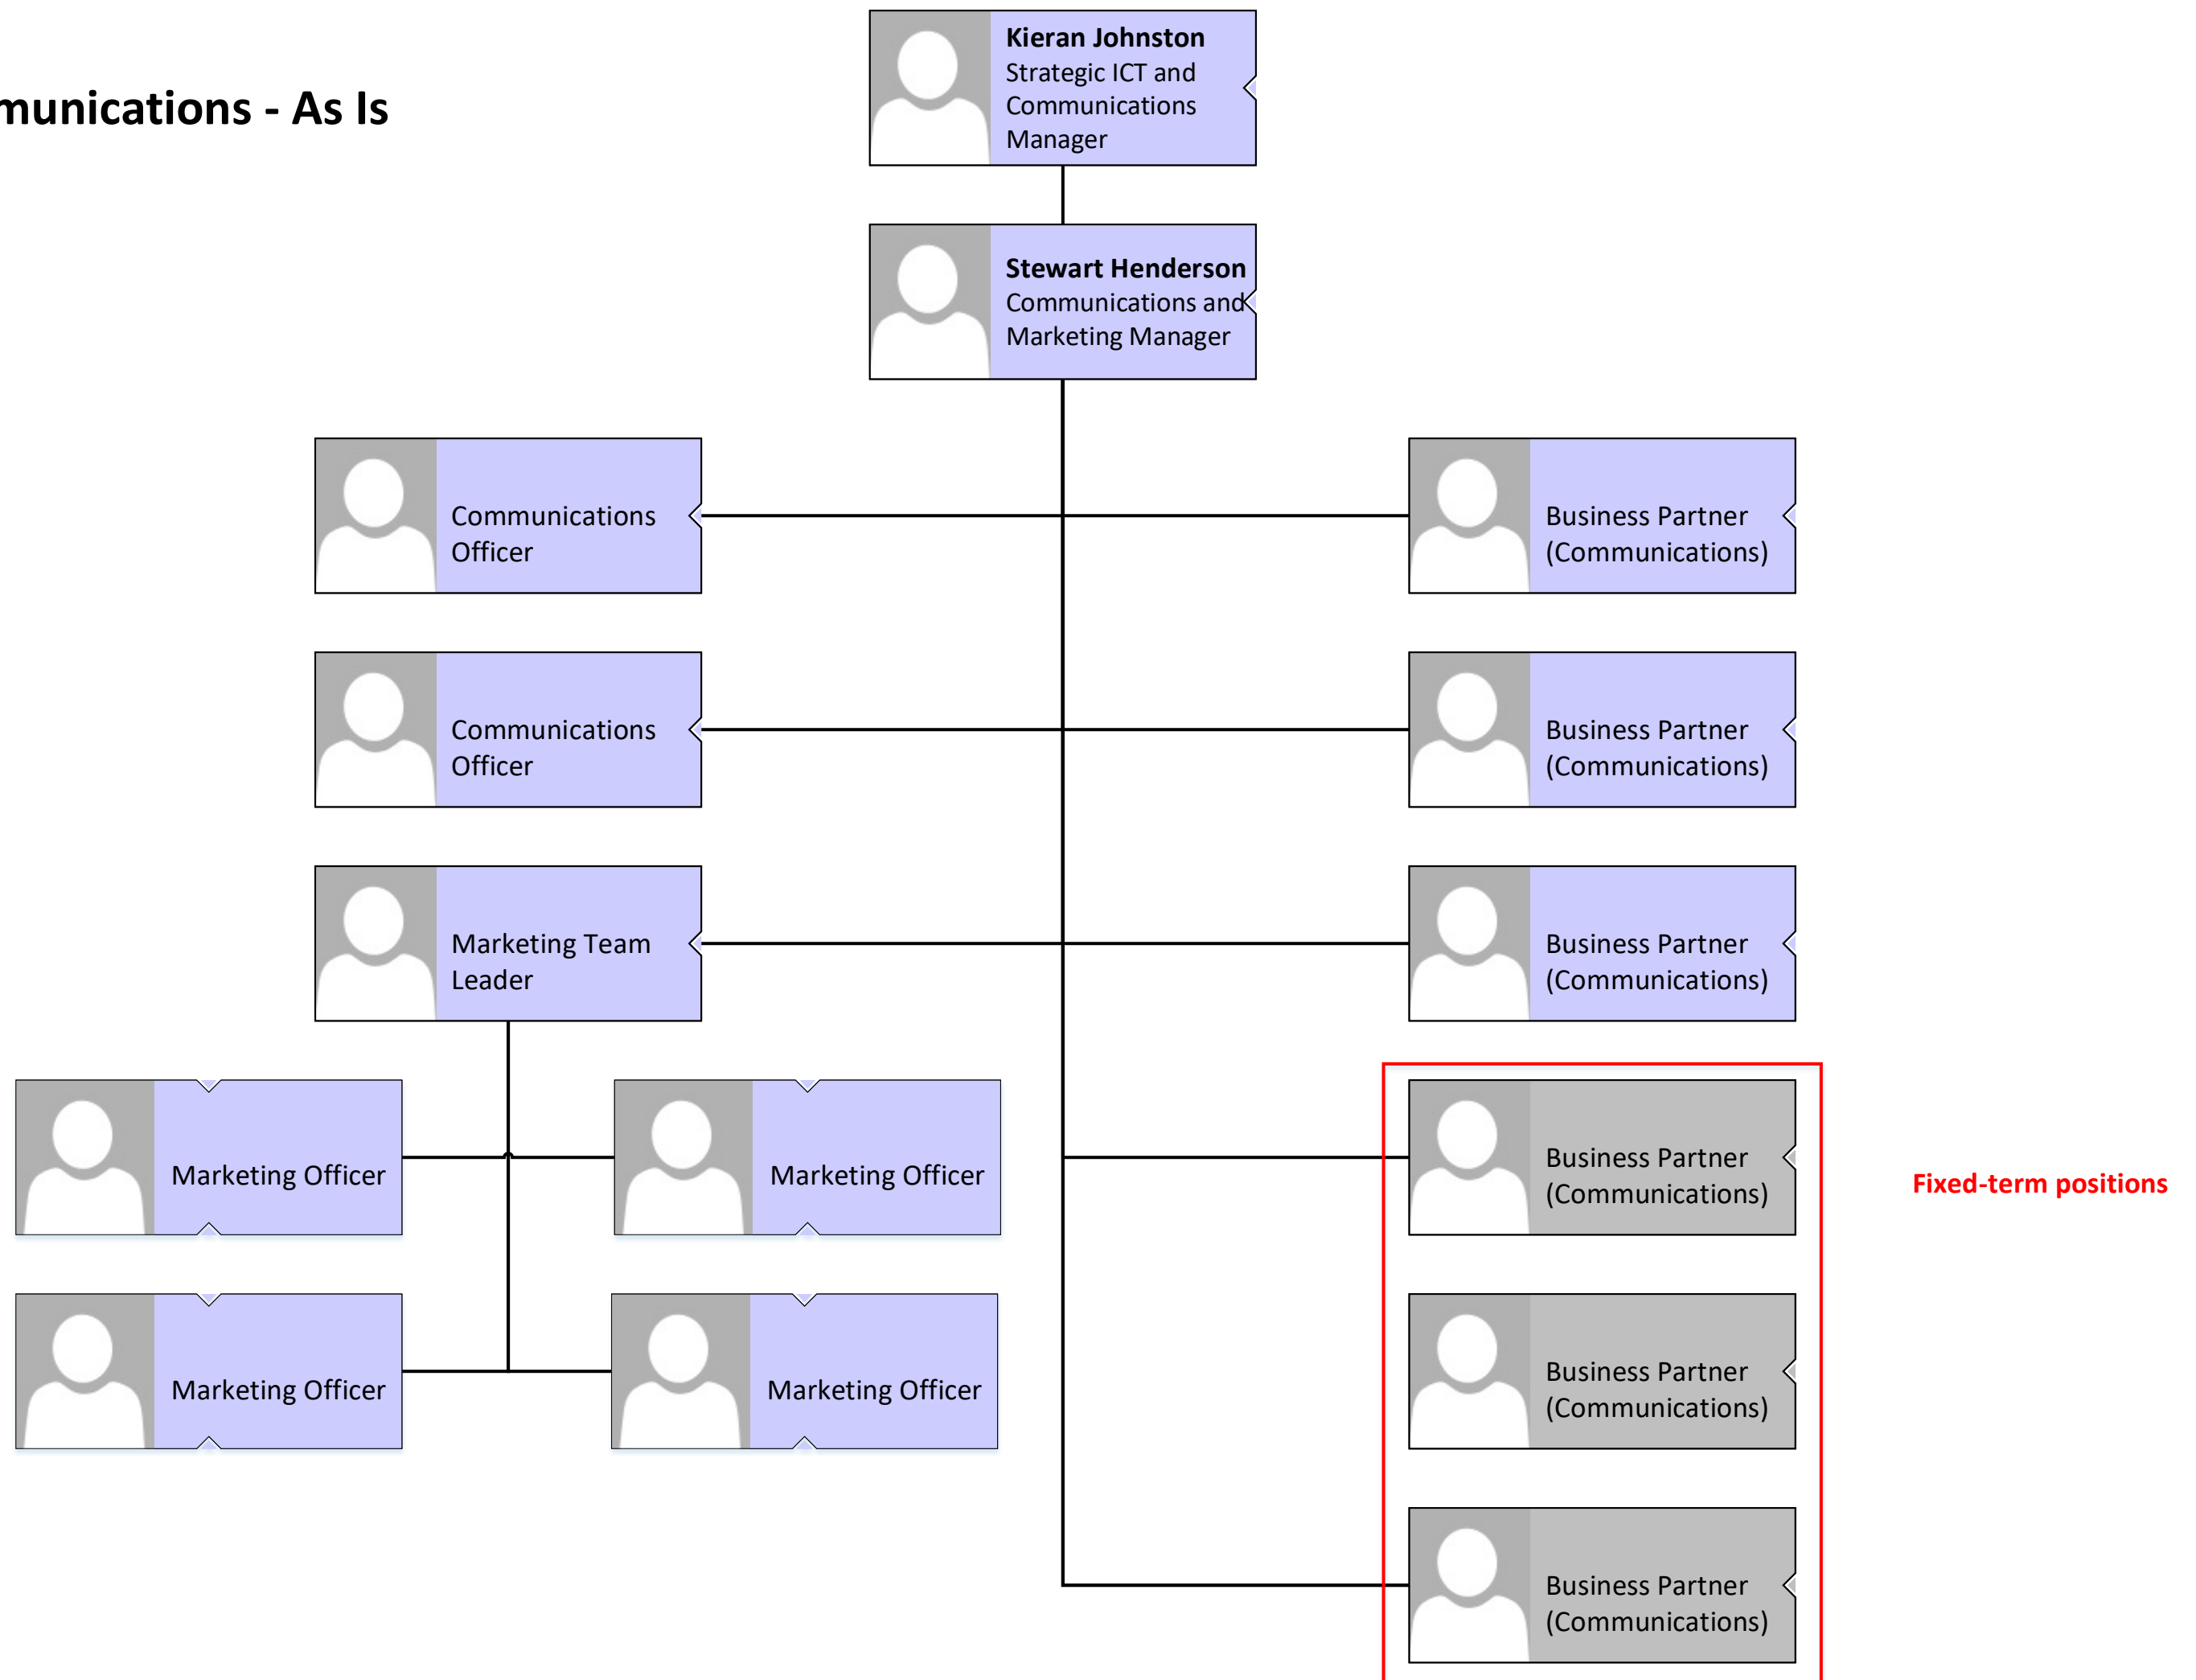 Kieran Johnston
Strategic ICT and
Communications
Manager
munications - As Is
Stewart Henderson
Communications and
Marketing Manager
Communications
Officer
Business Partner
(Communications)
Communications
Officer
Business Partner
(Communications)
Marketing Team
Leader
Business Partner
(Communications)
Marketing Officer
Marketing Officer
Business Partner
(Communications)
Fixed-term positions
Marketing Officer
Marketing Officer
Business Partner
(Communications)
Business Partner
(Communications)